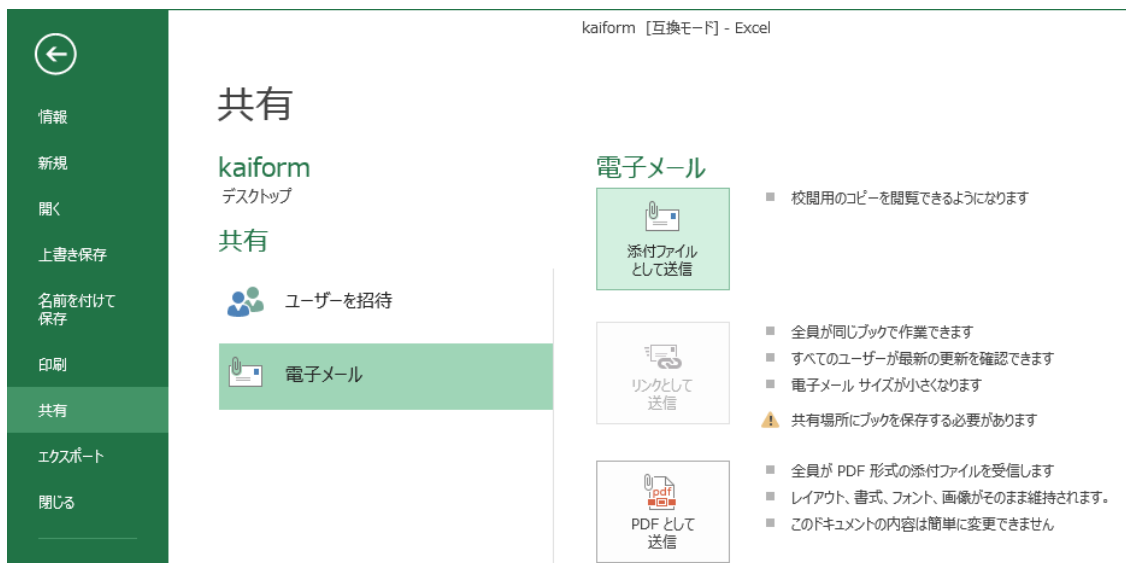 kaiform [互換モード] - Excel
情報
新規
開く
上書き保存
名前を付けて
保存
印刷
共有
エクスポート
閉じる
共有
kaiform
デスクトップ
共有
ユーザーを招待
電子メール
電子メール
添付ファイル
として送信
校閲用のコピーを閲覧できるようになります
リンクとして
送信
全員が同じブックで作業できます
すべてのユーザーが最新の更新を確認できます
電子メール サイズが小さくなります
共有場所にブックを保存する必要があります
pdf
PDF として
送信
全員が PDF 形式の添付ファイルを受信します
レイアウト、書式、フォント、画像がそのまま維持されます。
このドキュメントの内容は簡単に変更できません